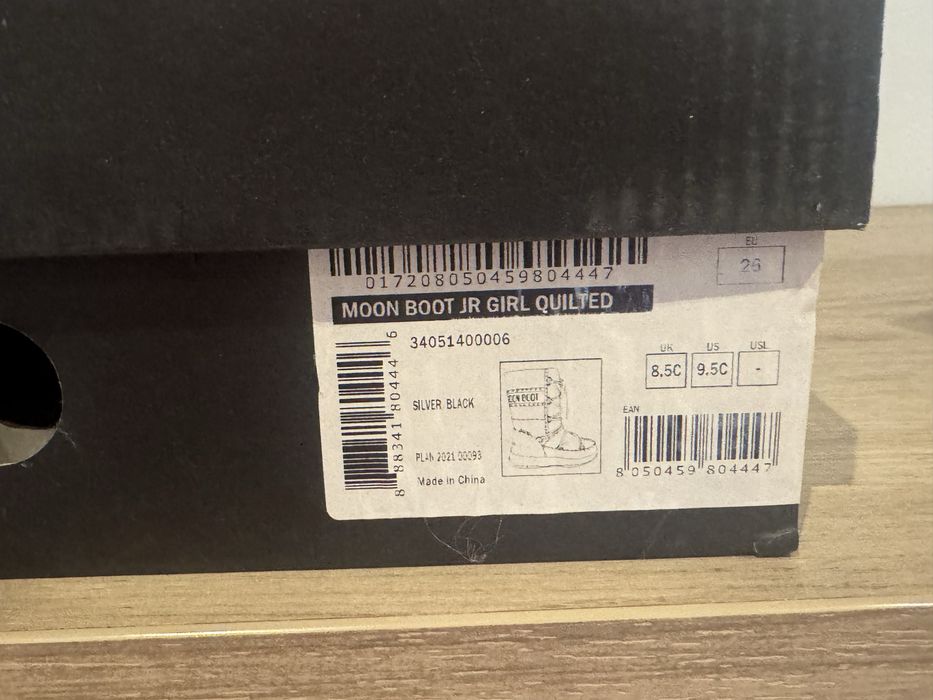 EU
26
017208050459804447
MOON BOOT JR GIRL QUILTED
34051400006
UK
US
USL
8,5C
9.5C
-
SILVER BLACK
EAN
PLAN 2021 00093
Made in China
8 050459 804447
8 88341 80444 6